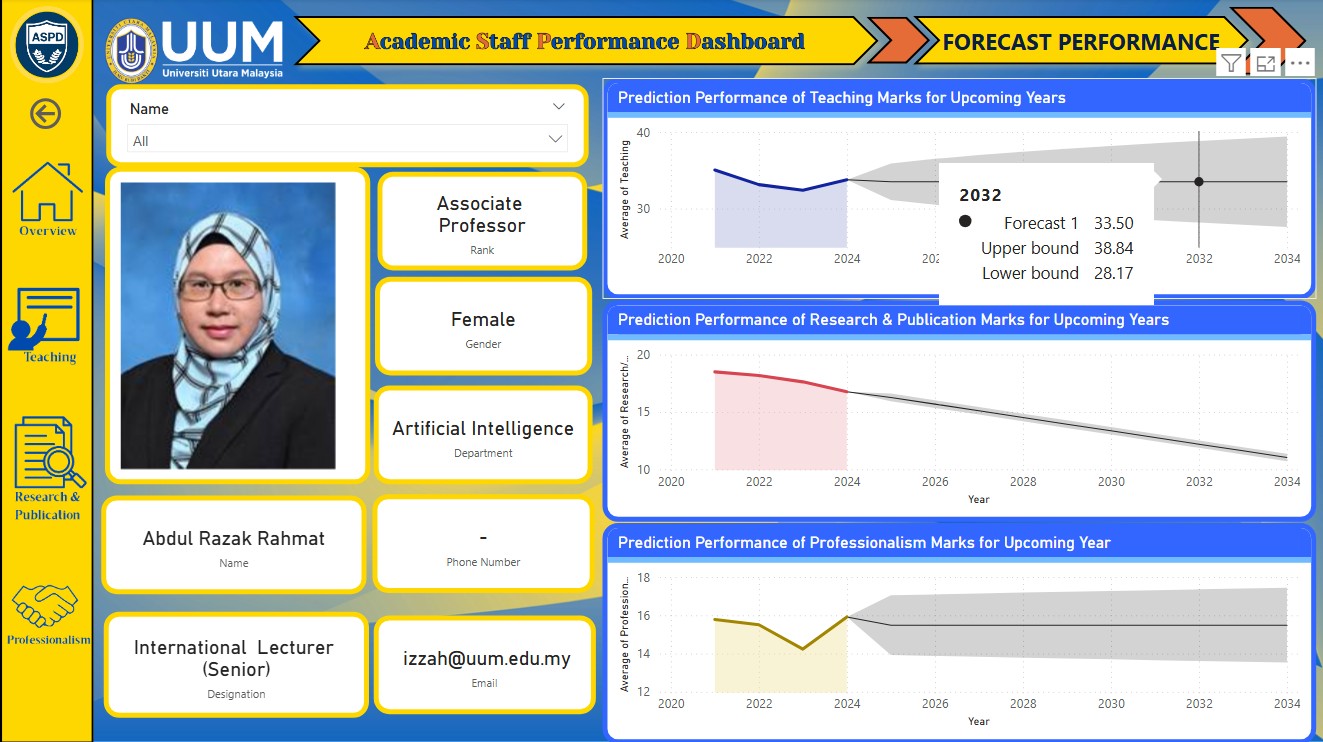 ASPD
UUM
Universiti Utara Malaysia
Academic Staff Performance Dashboard
FORECAST PERFORMANCE
Overview
Teaching
Research &
Publication
Professionalism
Name
All
Associate
Professor
Rank
Female
Gender
Artificial Intelligence
Department
Abdul Razak Rahmat
Name
-
Phone Number
International Lecturer
(Senior)
Designation
izzah@uum.edu.my
Email
Prediction Performance of Teaching Marks for Upcoming Years
Average of Teaching
40
30
2020
2022
2024
202
2032
2034
2032
Forecast 1 33.50
Upper bound 38.84
Lower bound 28.17
Prediction Performance of Research & Publication Marks for Upcoming Years
Average of Research/...
20
15
10
2020
2022
2024
2026
2028
2030
2032
2034
Year
Prediction Performance of Professionalism Marks for Upcoming Year
Average of Profession...
18
16
14
12
2020
2022
2024
2026
2028
2030
2032
2034
Year